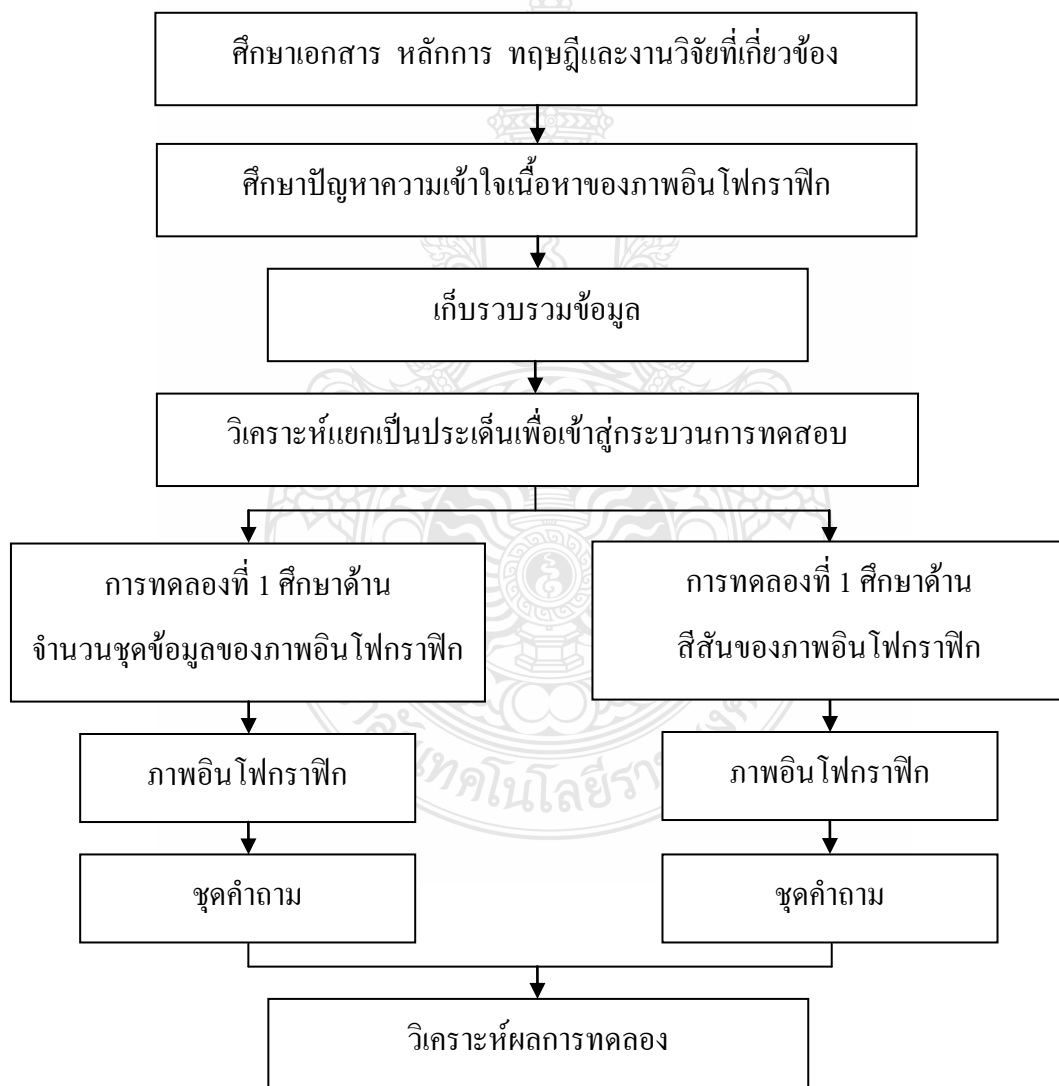 ศึกษาเอกสาร หลักการ ทฤษฎีและงานวิจัยที่เกี่ยวข้อง
ศึกษาปัญหาความเข้าใจเนื้อหาของภาพอินโฟกราฟิก
เก็บรวบรวมข้อมูล
วิเคราะห์แยกเป็นประเด็นเพื่อเข้าสู่กระบวนการทดสอบ
การทดลองที่ 1 ศึกษาด้าน
จำนวนชุดข้อมูลของภาพอินโฟกราฟิก
การทดลองที่ 1 ศึกษาด้าน
สีสันของภาพอินโฟกราฟิก
ภาพอินโฟกราฟิก
ภาพอินโฟกราฟิก
ชุดคำถาม
ชุดคำถาม
วิเคราะห์ผลการทดลอง